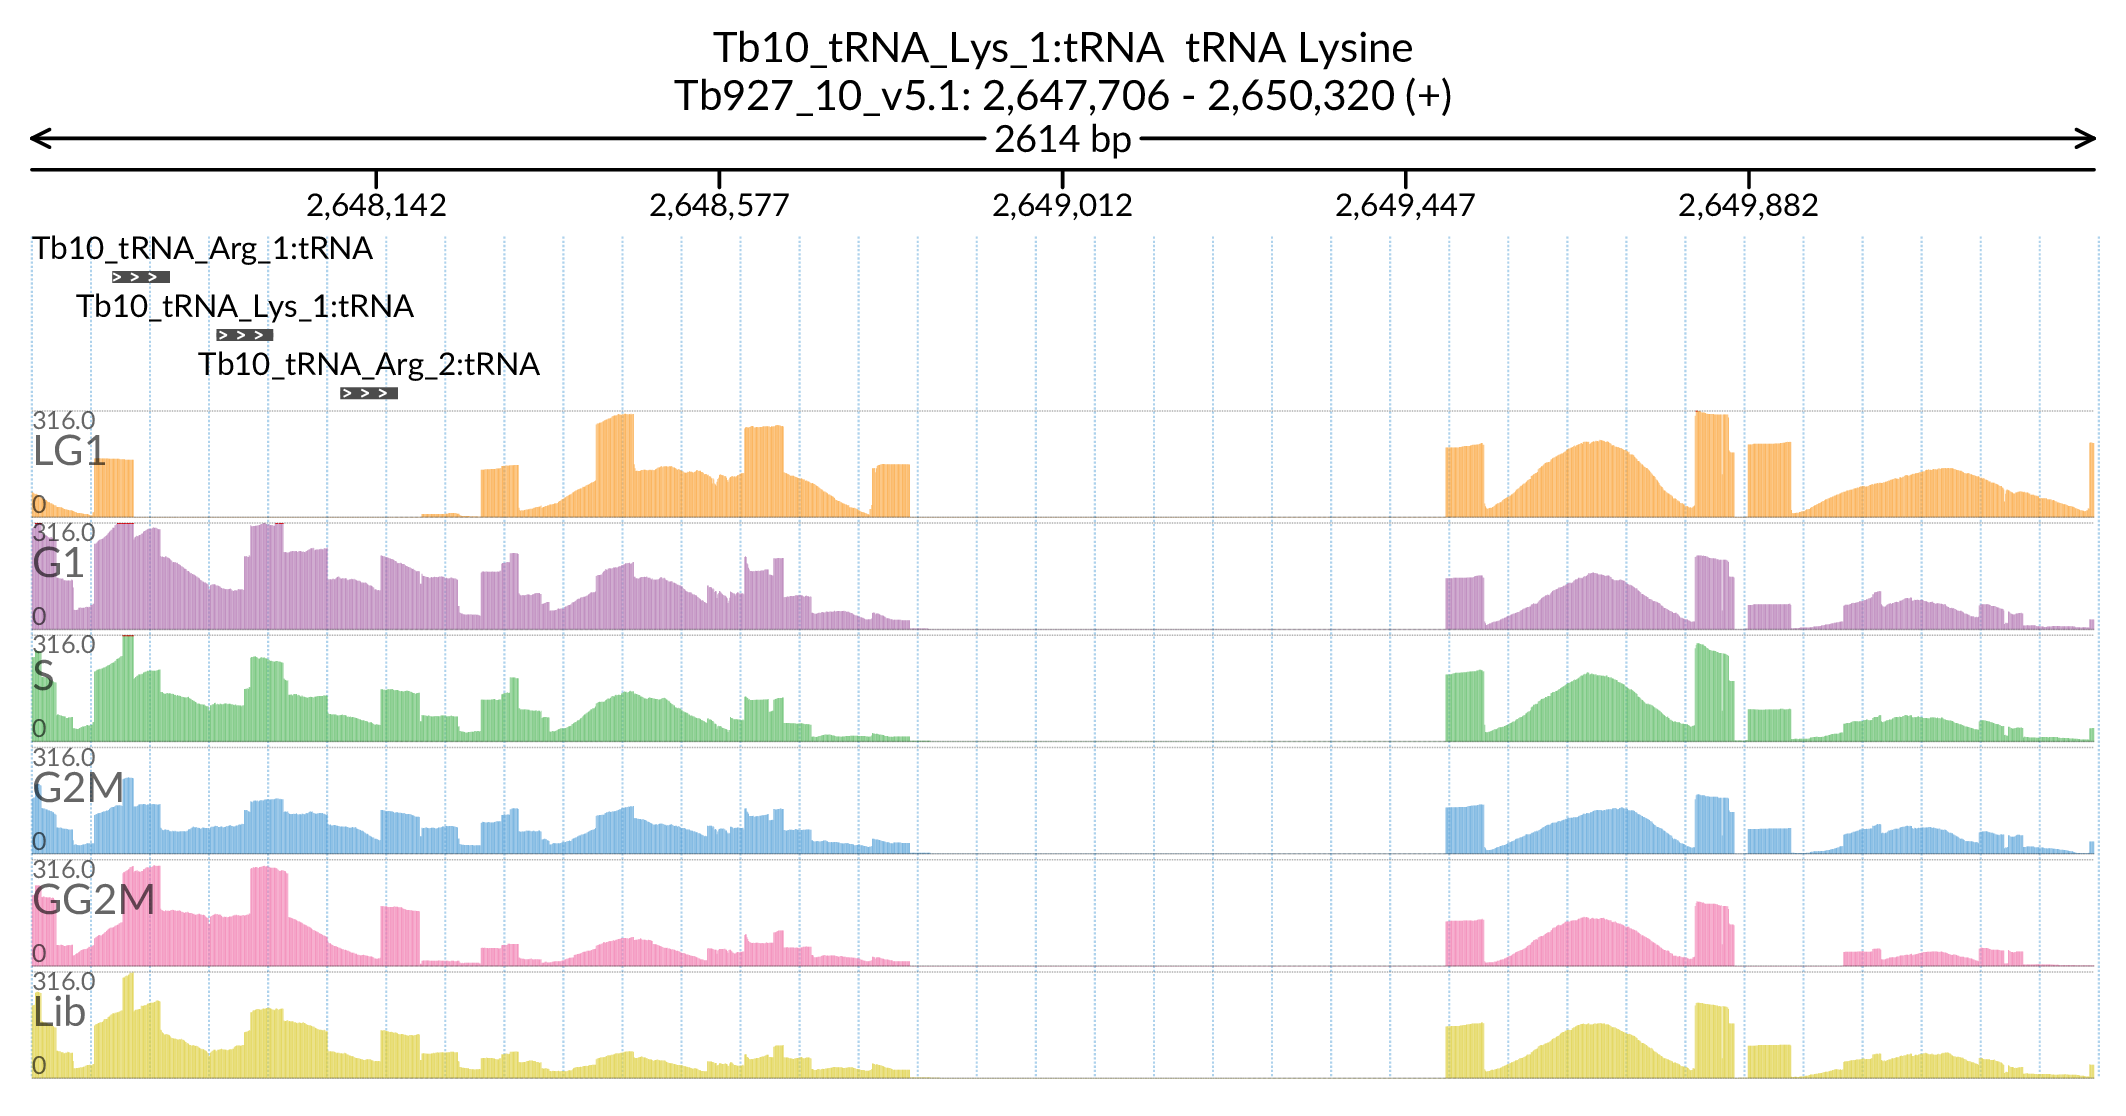 Tb10_tRNA_Lys_1:tRNA  tRNA Lysine
Tb927_10_v5.1: 2,647,706 - 2,650,320 (+)
2614 bp
2,648,142 2,648,577 2,649,012 2,649,447 2,649,882
Tb10_tRNA_Arg_1:tRNA
> > >
Tb10_tRNA_Lys_1:tRNA
> > >
Tb10_tRNA_Arg_2:tRNA
> > >
316.0
LG1
0
316.0
G1
0
316.0
S
0
316.0
G2M
0
316.0
GG2M
0
316.0
Lib
0